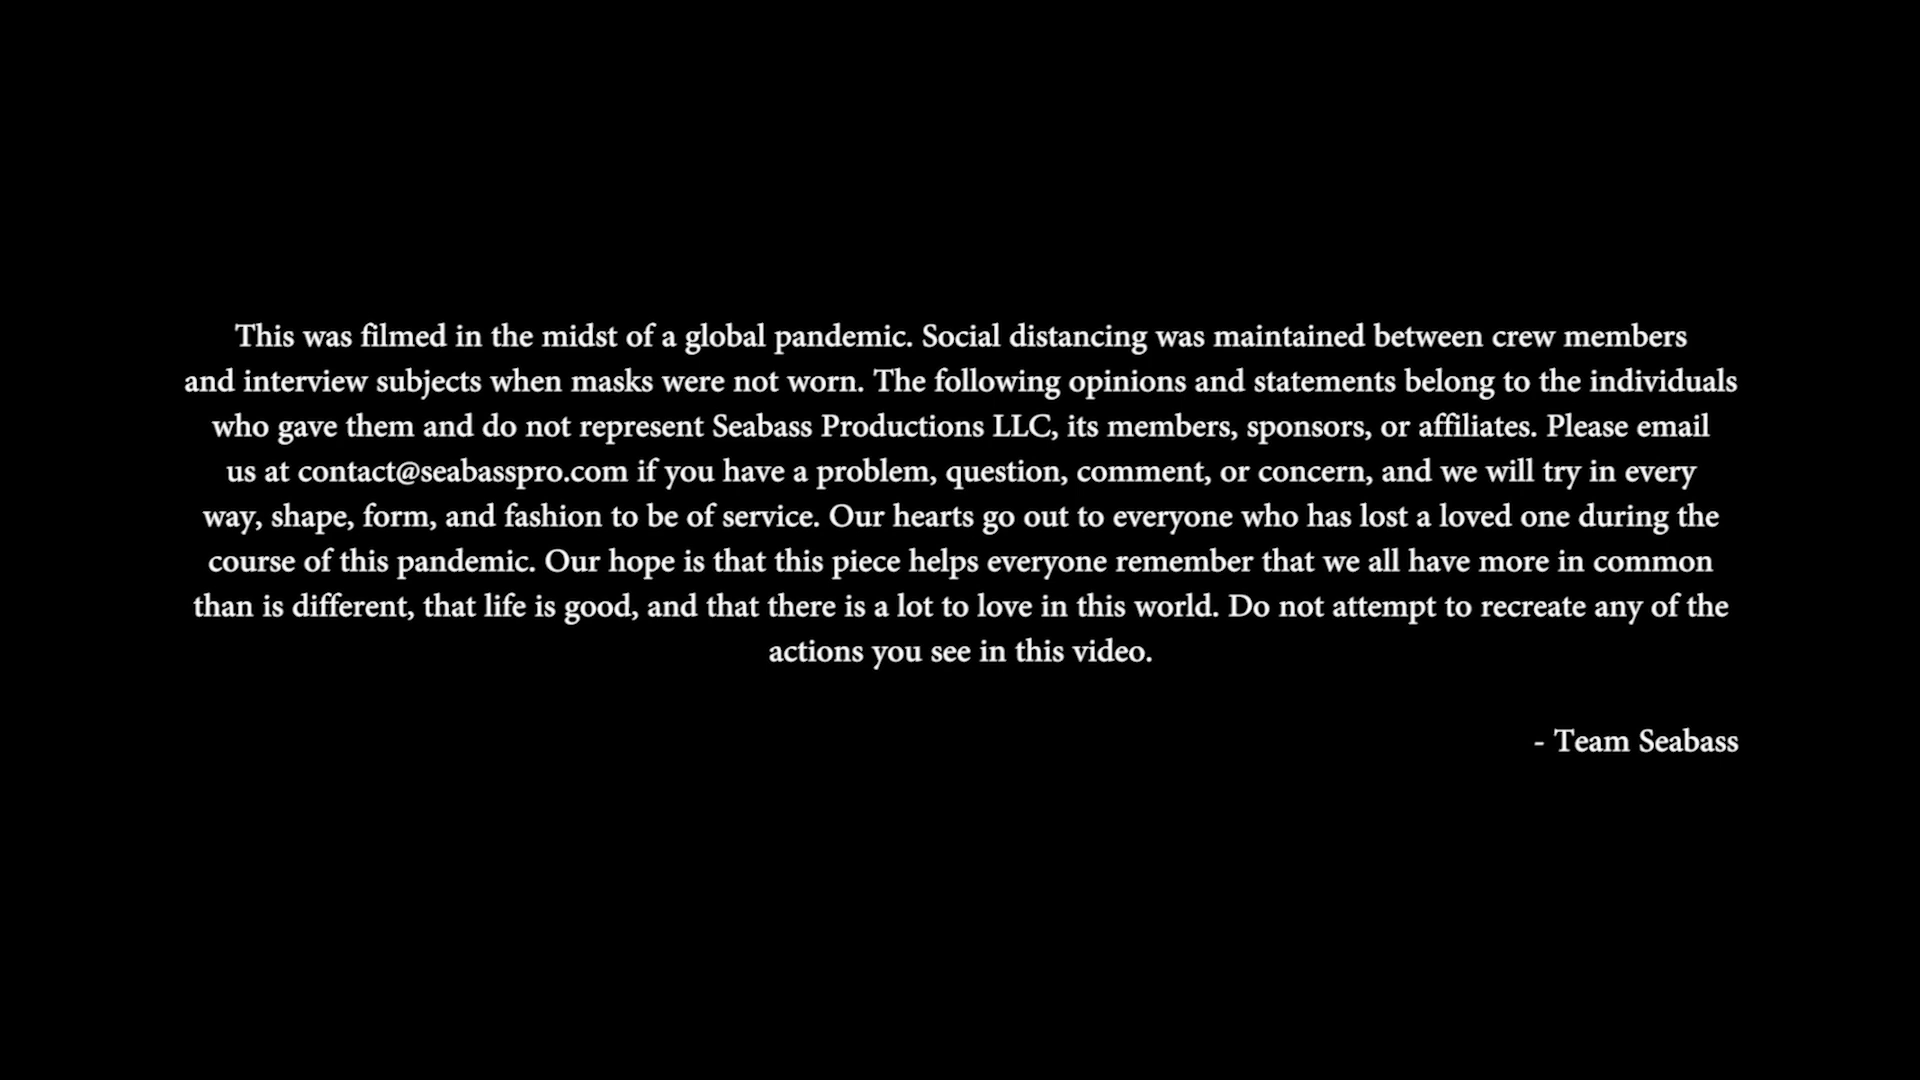 This was filmed in the midst of a global pandemic. Social distancing was maintained between crew members
and interview subjects when masks were not worn. The following opinions and statements belong to the individuals
who gave them and do not represent Seabass Productions LLC, its members, sponsors, or affiliates. Please email
us at contact@seabasspro.com if you have a problem, question, comment, or concern, and we will try in every
way, shape, form, and fashion to be of service. Our hearts go out to everyone who has lost a loved one during the
course of this pandemic. Our hope is that this piece helps everyone remember that we all have more in common
than is different, that life is good, and that there is a lot to love in this world. Do not attempt to recreate any of the
actions you see in this video.
- Team Seabass